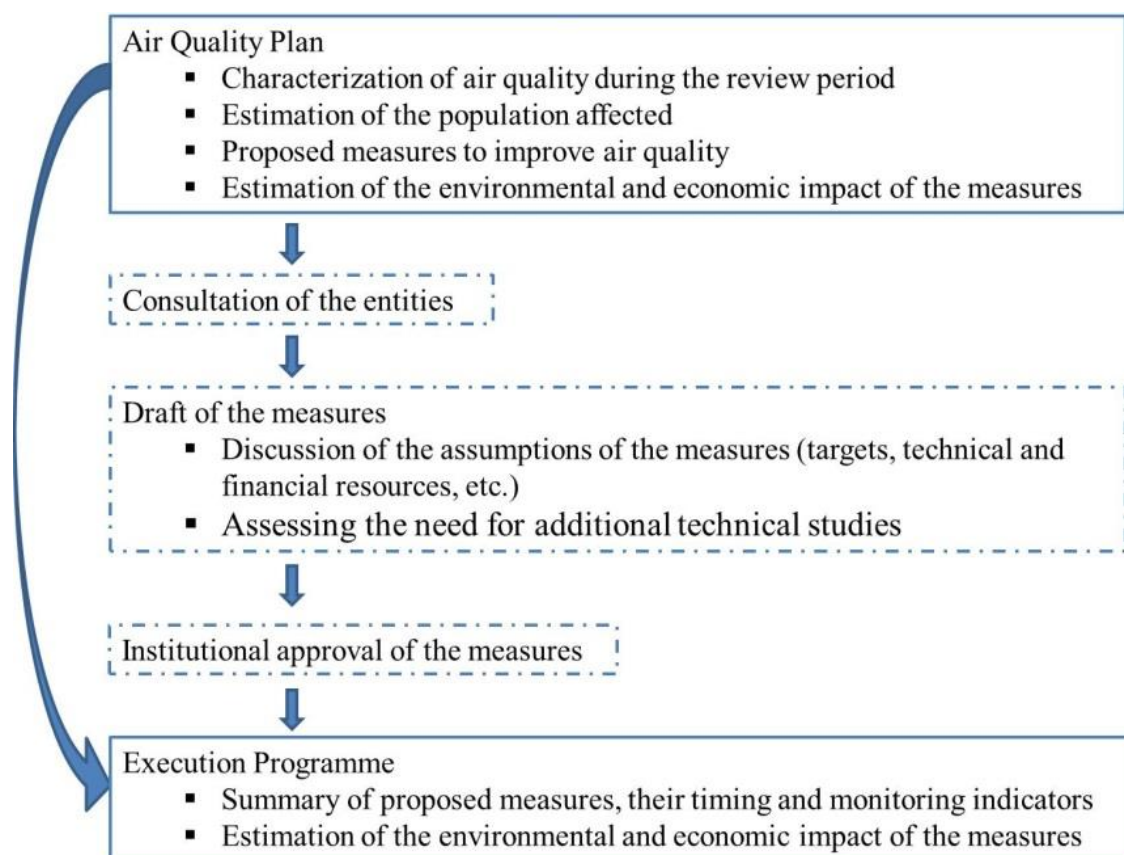 Air Quality Plan
▪ Characterization of air quality during the review period
▪ Estimation of the population affected
▪ Proposed measures to improve air quality
▪ Estimation of the environmental and economic impact of the measures
Consultation of the entities
Draft of the measures
▪ Discussion of the assumptions of the measures (targets, technical and
financial resources, etc.)
▪ Assessing the need for additional technical studies
Institutional approval of the measures
Execution Programme
▪ Summary of proposed measures, their timing and monitoring indicators
▪ Estimation of the environmental and economic impact of the measures